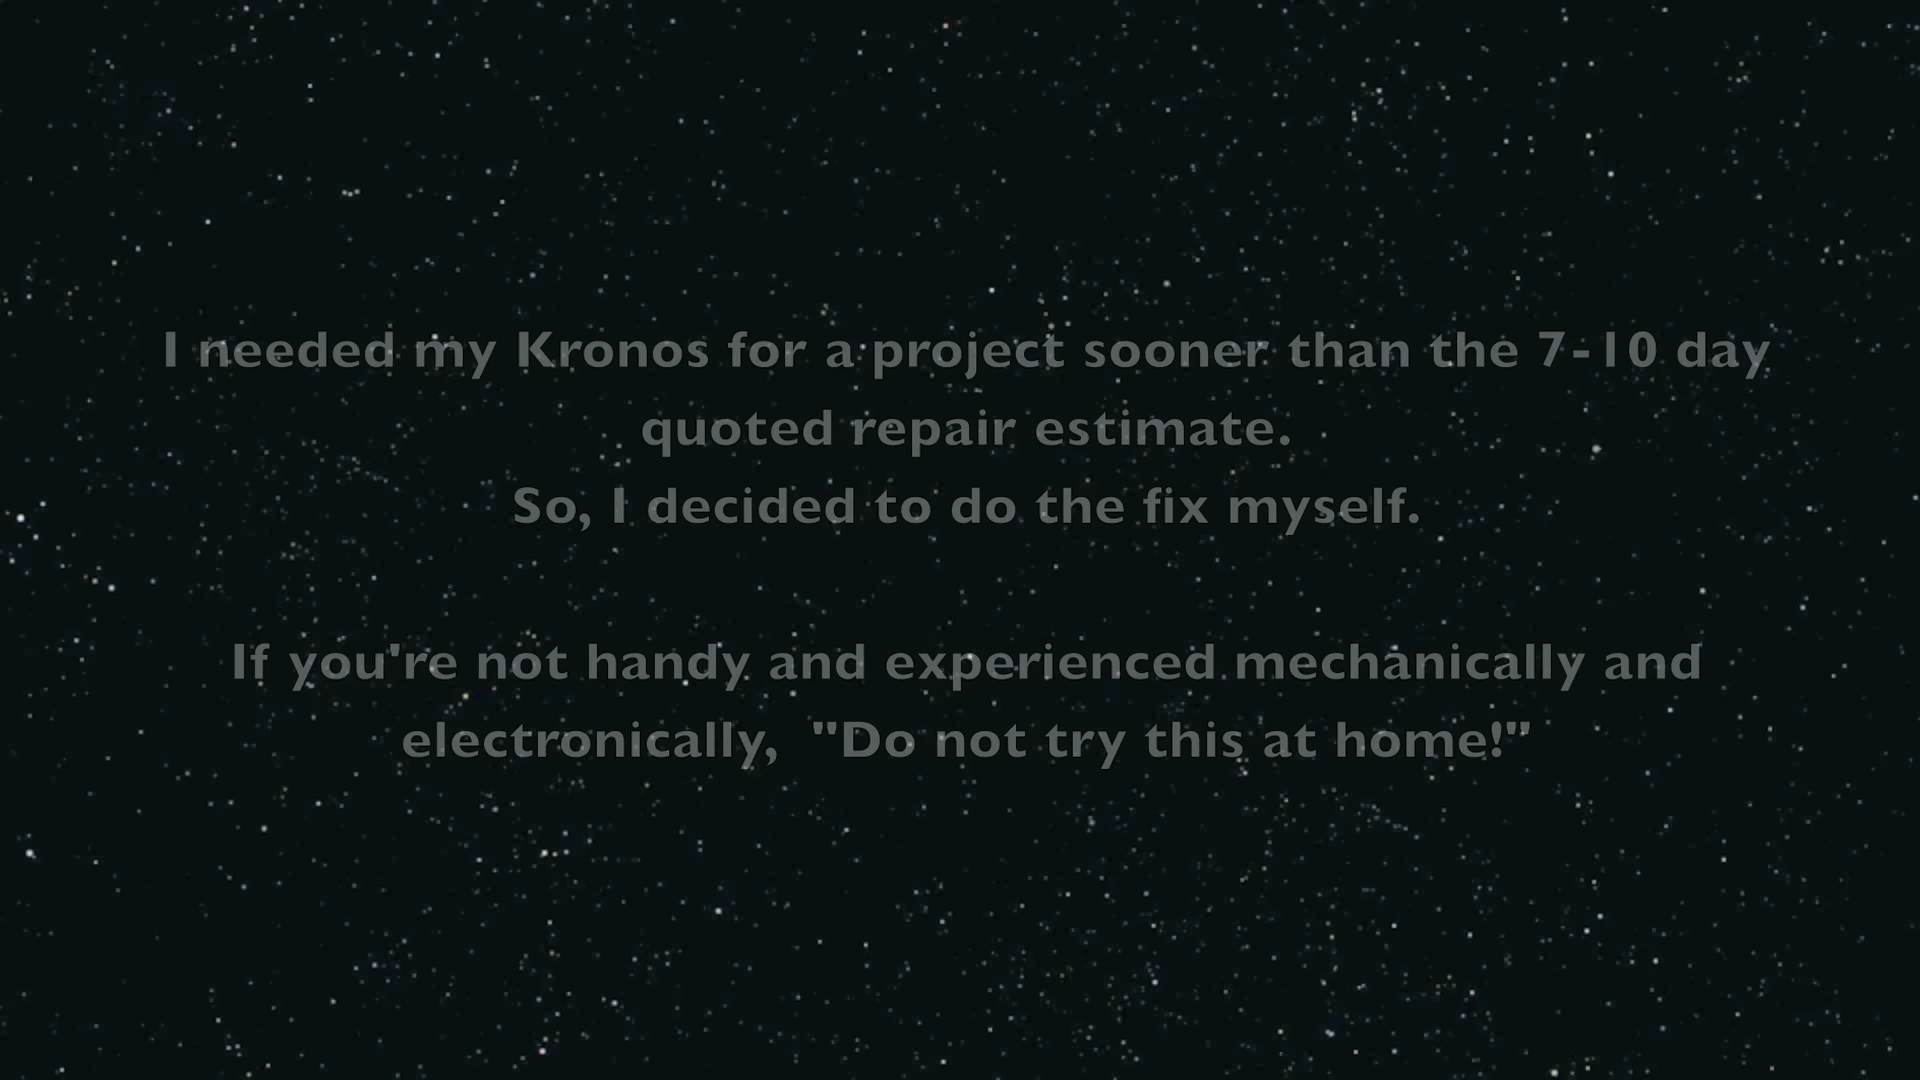 I needed my Kronos for a project sooner than the 7-10 day
quoted repair estimate.
So, I decided to do the fix myself.
If you're not handy and experienced mechanically and
electronically,  "Do not try this at home!"